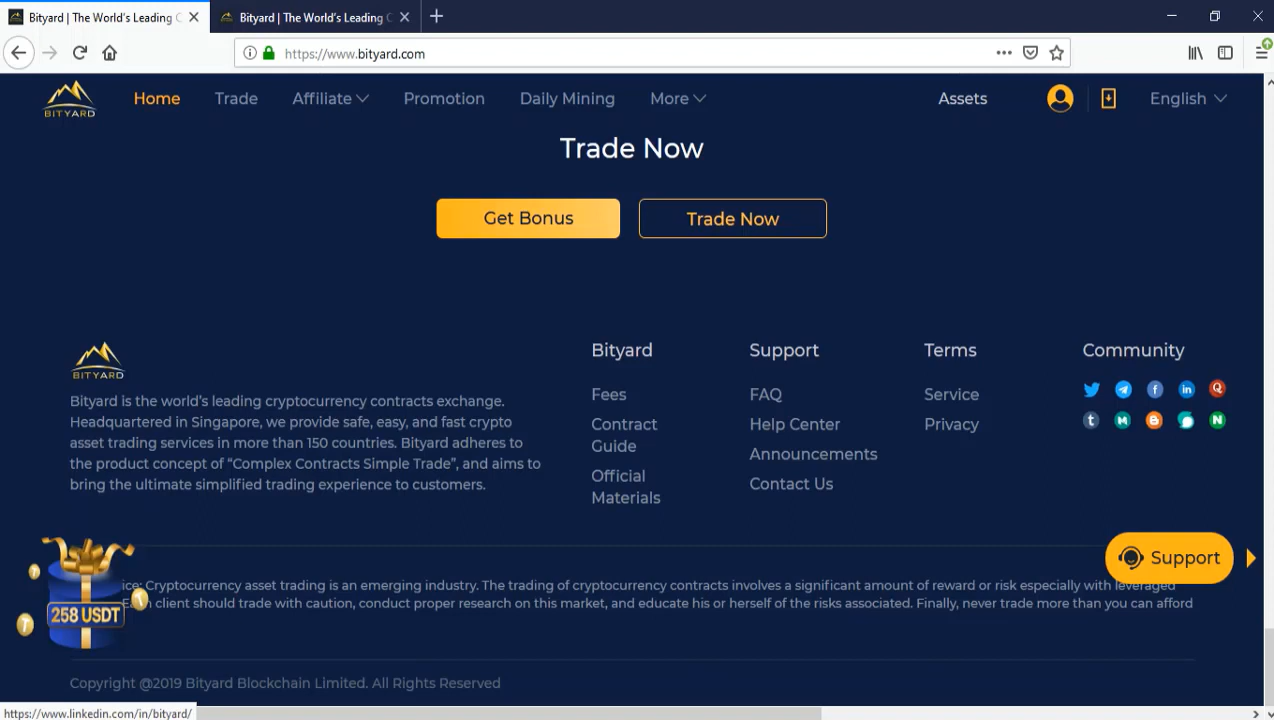 Bityard | The World's Leading C
Bityard | The World's Leading C
https://www.bityard.com
BITYARD
Home Trade Affiliate Promotion Daily Mining More Assets English
Trade Now
Get Bonus Trade Now
BITYARD
Bityard is the world's leading cryptocurrency contracts exchange.
Headquartered in Singapore, we provide safe, easy, and fast crypto
asset trading services in more than 150 countries. Bityard adheres to
the product concept of “Complex Contracts Simple Trade”, and aims to
bring the ultimate simplified trading experience to customers.
Bityard
Fees
Contract
Guide
Official
Materials
Support
FAQ
Help Center
Announcements
Contact Us
Terms
Service
Privacy
Community
Support
258 USDT
ice: Cryptocurrency asset trading is an emerging industry. The trading of cryptocurrency contracts involves a significant amount of reward or risk especially with leveraged
client should trade with caution, conduct proper research on this market, and educate his or herself of the risks associated. Finally, never trade more than you can afford
Copyright @2019 Bityard Blockchain Limited. All Rights Reserved
https://www.linkedin.com/in/bityard/